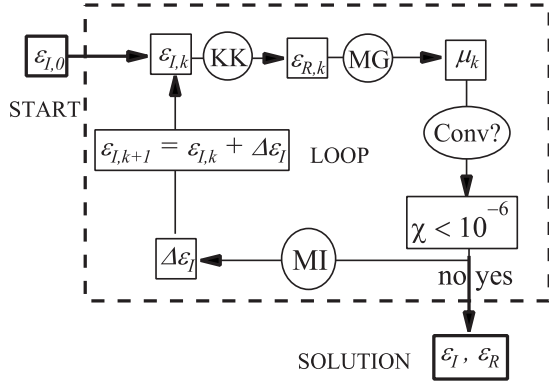 ε_{I,0}
ε_{I,k}
KK
ε_{R,k}
MG
μ_k
START
Conv?
ε_{I,k+1} = ε_{I,k} + Δε_I
LOOP
χ < 10^{-6}
Δε_I
MI
no yes
SOLUTION
ε_I , ε_R